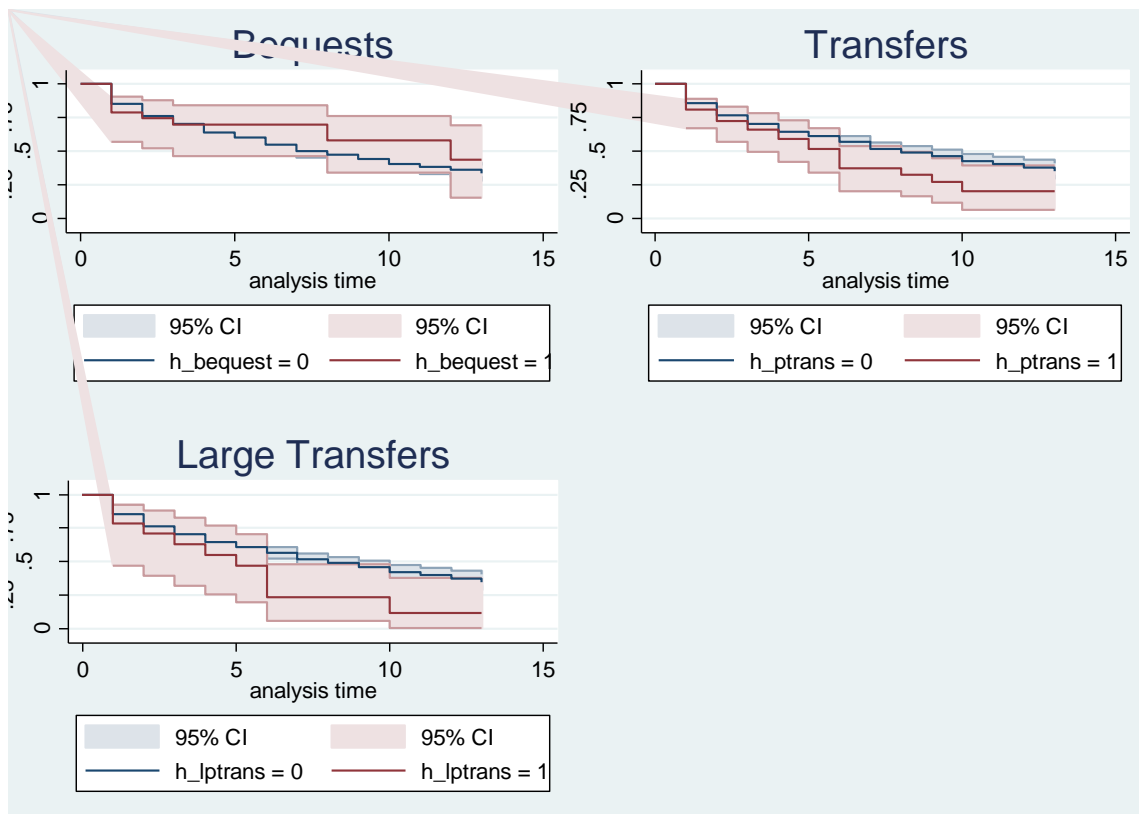 Bequests
1
.5
0
0 5 10 15
analysis time
95% CI 95% CI
h_bequest = 0 h_bequest = 1
Transfers
1
.75
.5
.25
0
0 5 10 15
analysis time
95% CI 95% CI
h_ptrans = 0 h_ptrans = 1
Large Transfers
1
.5
0
0 5 10 15
analysis time
95% CI 95% CI
h_lptrans = 0 h_lptrans = 1